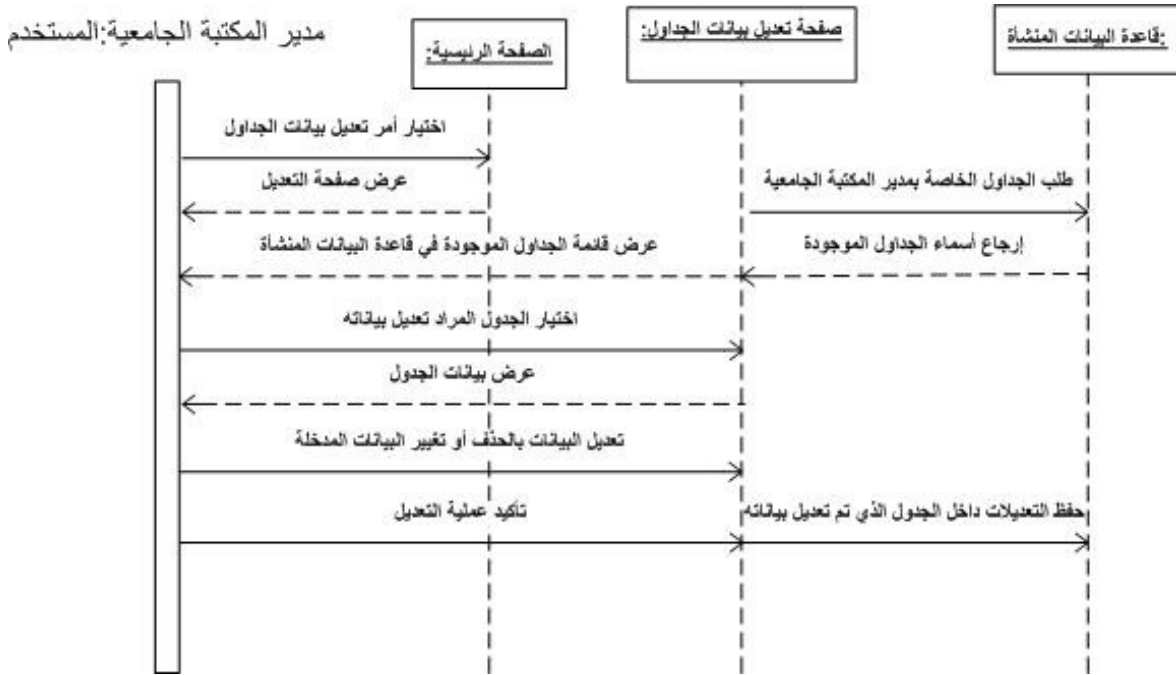 مدير المكتبة الجامعية:المستخدم
الصفحة الرئيسية:
صفحة تعديل بيانات الجداول:
:قاعدة البيانات المنشأة
اختيار أمر تعديل بيانات الجداول
عرض صفحة التعديل
طلب الجداول الخاصة بمدير المكتبة الجامعية
عرض قائمة الجداول الموجودة في قاعدة البيانات المنشأة
إرجاع أسماء الجداول الموجودة
اختيار الجدول المراد تعديل بياناته
عرض بيانات الجدول
تعديل البيانات بالحذف أو تغيير البيانات المدخلة
تأكيد عملية التعديل
حفظ التعديلات داخل الجدول الذي تم تعديل بياناته